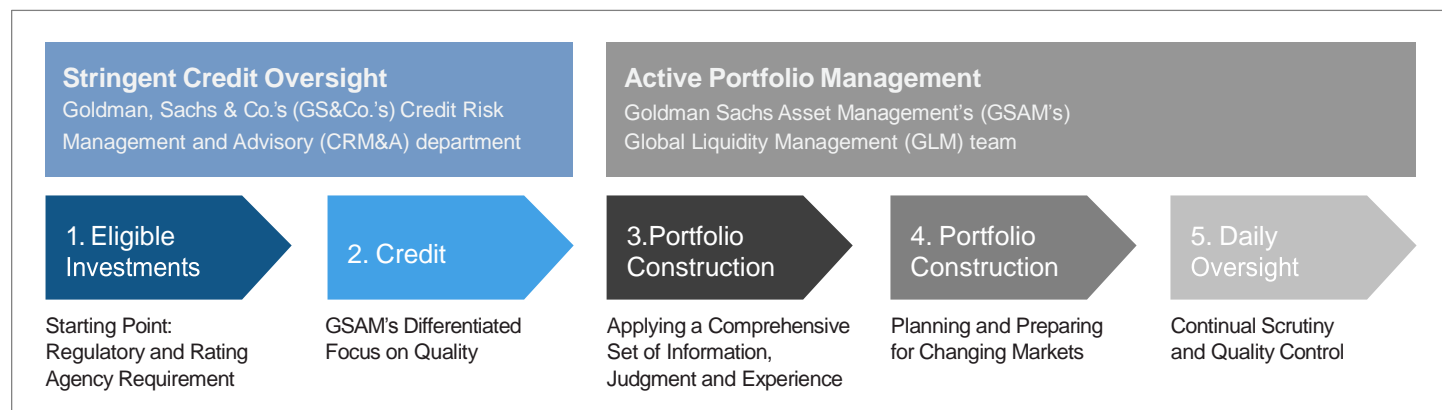 Stringent Credit Oversight
Goldman, Sachs & Co.'s (GS&Co.'s) Credit Risk
Management and Advisory (CRM&A) department
Active Portfolio Management
Goldman Sachs Asset Management's (GSAM's)
Global Liquidity Management (GLM) team
1. Eligible
Investments
2. Credit
3.Portfolio
Construction
4. Portfolio
Construction
5. Daily
Oversight
Starting Point:
Regulatory and Rating
Agency Requirement
GSAM's Differentiated
Focus on Quality
Applying a Comprehensive
Set of Information,
Judgment and Experience
Planning and Preparing
for Changing Markets
Continual Scrutiny
and Quality Control